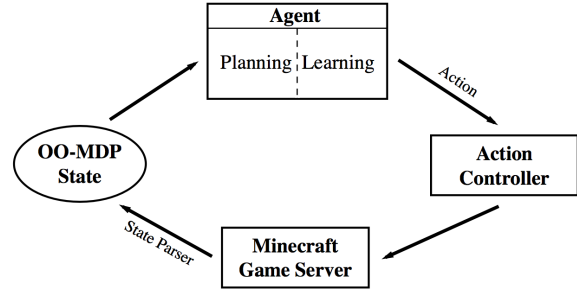 Agent
Planning Learning
Action
OO-MDP
State
Action
Controller
State Parser
Minecraft
Game Server